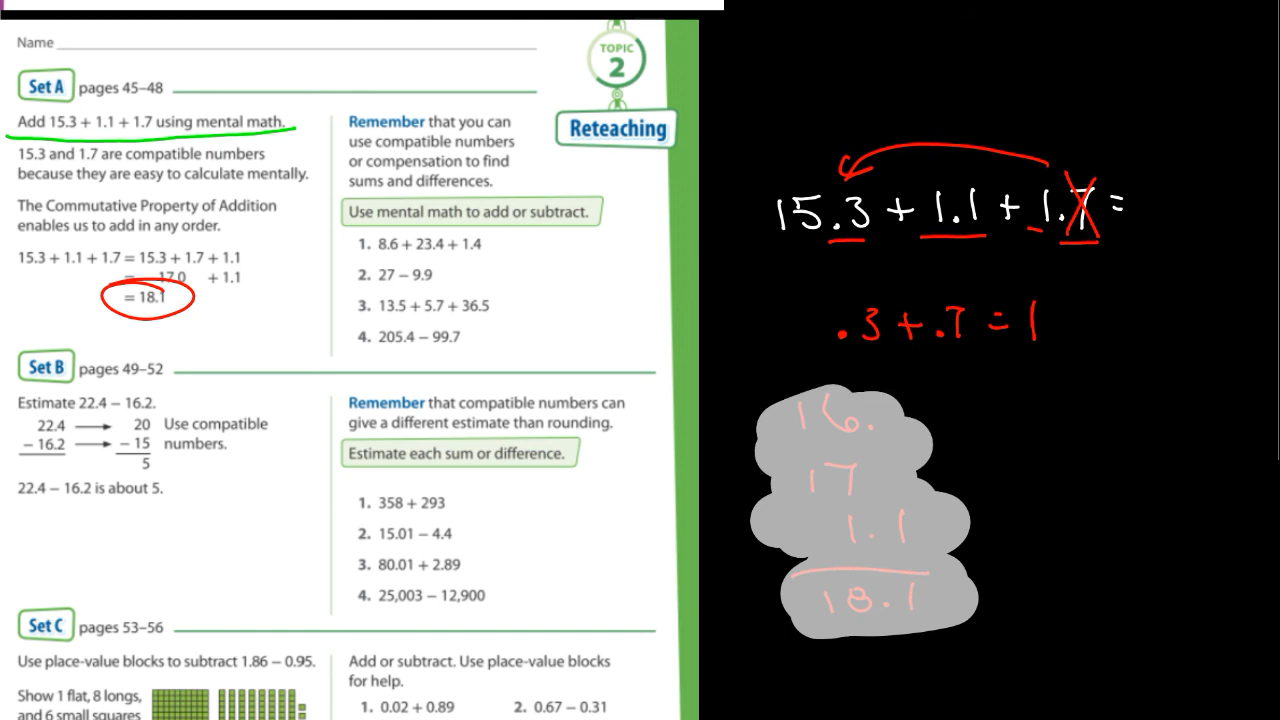 Name
TOPIC
2
Set A pages 45–48
Reteaching
Add 15.3 + 1.1 + 1.7 using mental math.
15.3 and 1.7 are compatible numbers
because they are easy to calculate mentally.
The Commutative Property of Addition
enables us to add in any order.
15.3 + 1.1 + 1.7 = 15.3 + 1.7 + 1.1
= 17.0 + 1.1
= 18.1
Remember that you can
use compatible numbers
or compensation to find
sums and differences.
Use mental math to add or subtract.
1. 8.6 + 23.4 + 1.4
2. 27 – 9.9
3. 13.5 + 5.7 + 36.5
4. 205.4 – 99.7
Set B pages 49–52
Estimate 22.4 – 16.2.
22.4 → 20 Use compatible
– 16.2 → – 15 numbers.
5
22.4 – 16.2 is about 5.
Remember that compatible numbers can
give a different estimate than rounding.
Estimate each sum or difference.
1. 358 + 293
2. 15.01 – 4.4
3. 80.01 + 2.89
4. 25,003 – 12,900
Set C pages 53–56
Use place-value blocks to subtract 1.86 – 0.95.
Show 1 flat, 8 longs,
and 6 small squares
Add or subtract. Use place-value blocks
for help.
1. 0.02 + 0.89 2. 0.67 – 0.31
15.3 + 1.1 + 1.7 =
.3 + .7 = 1
16.
17
1.1
18.1